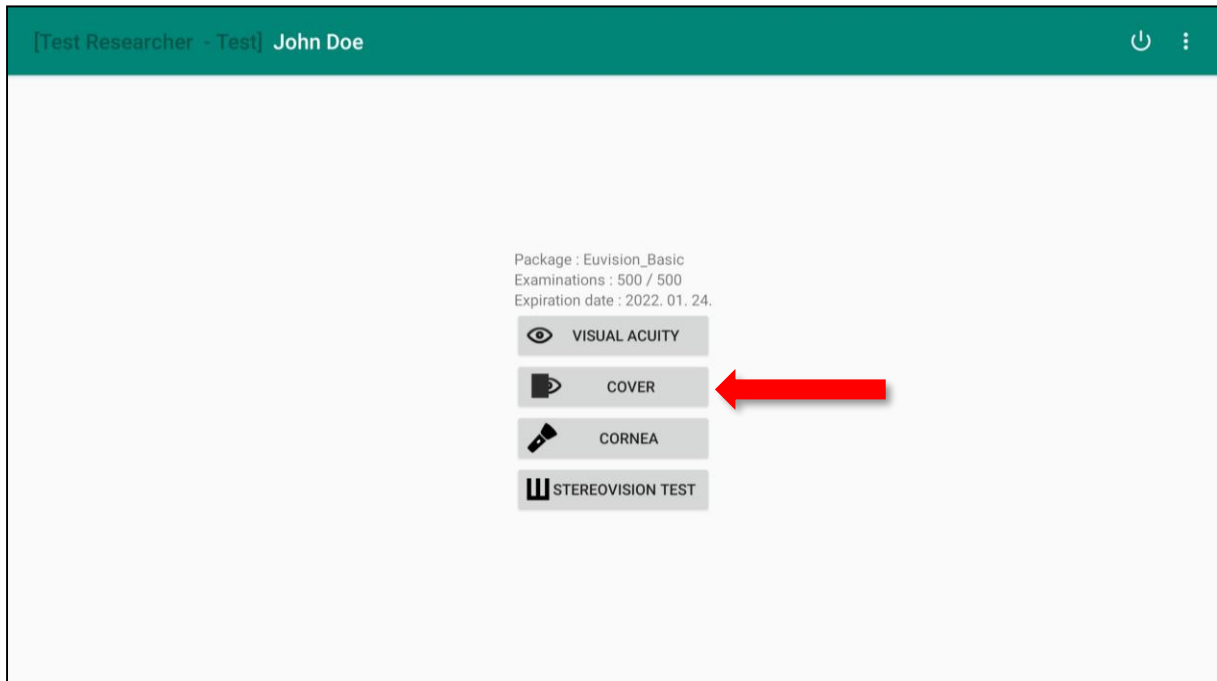 [Test Researcher - Test] John Doe
Package : Euvision_Basic
Examinations : 500 / 500
Expiration date : 2022. 01. 24.
VISUAL ACUITY
COVER
CORNEA
STEREOVISION TEST